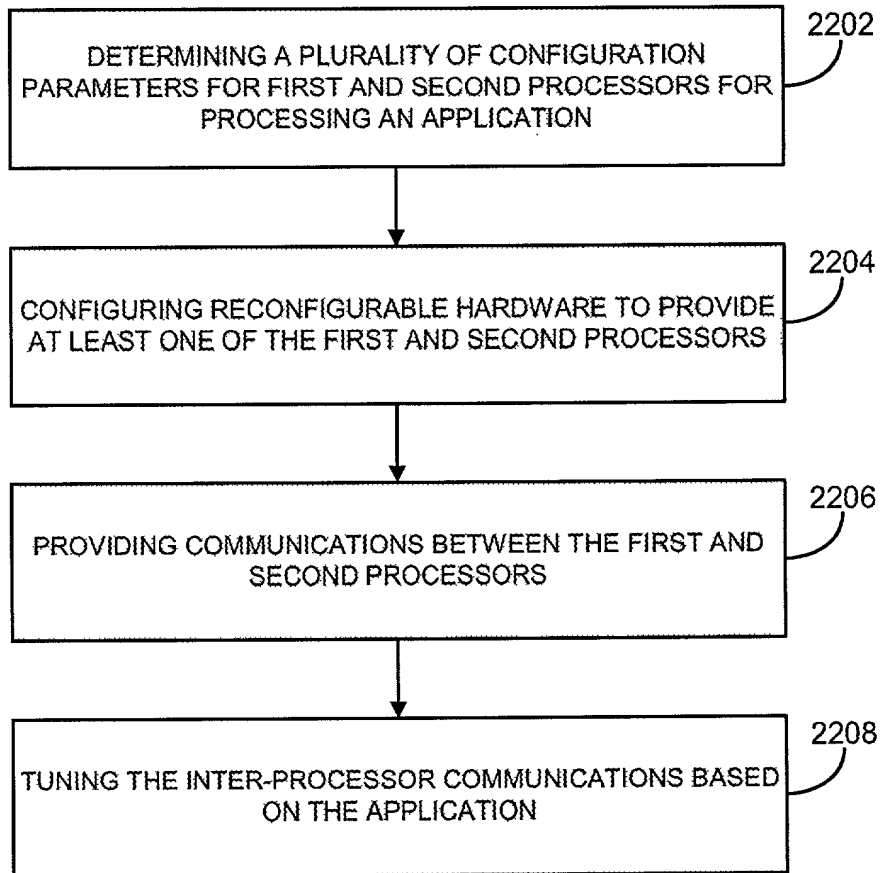 2202
DETERMINING A PLURALITY OF CONFIGURATION
PARAMETERS FOR FIRST AND SECOND PROCESSORS FOR
PROCESSING AN APPLICATION
2204
CONFIGURING RECONFIGURABLE HARDWARE TO PROVIDE
AT LEAST ONE OF THE FIRST AND SECOND PROCESSORS
2206
PROVIDING COMMUNICATIONS BETWEEN THE FIRST AND
SECOND PROCESSORS
2208
TUNING THE INTER-PROCESSOR COMMUNICATIONS BASED
ON THE APPLICATION